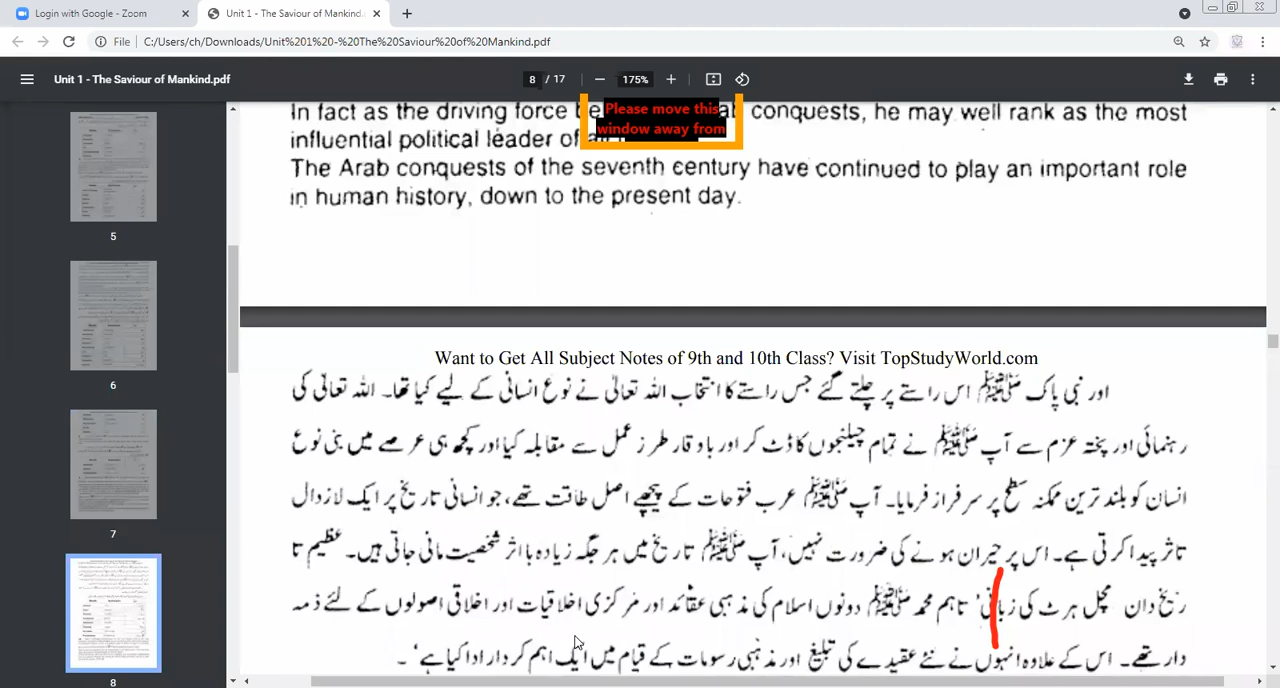 Login with Google - Zoom
Unit 1 - The Saviour of Mankind.
File
C:/Users/ch/Downloads/Unit%201%20-%20The%20Saviour%20of%20Mankind.pdf
Unit 1 - The Saviour of Mankind.pdf
8 / 17
175%
Please move this
window away from
In fact as the driving force conquests, he may well rank as the most
influential political leader of
The Arab conquests of the seventh century have continued to play an important role
in human history, down to the present day.
5
6
7
8
Want to Get All Subject Notes of 9th and 10th Class? Visit TopStudyWorld.com
اور نبی پاک ﷺ اس راستے پر چلتے گئے جس راستے کا انتخاب اللہ تعالیٰ نے نوع انسانی کے لیے کیا تھا۔ اللہ تعالیٰ کی
رہنمائی اور پختہ عزم سے آپ ﷺ نے تمام چیلنجوں کا ڈٹ کر اور باوقار طرز عمل سے مقابلہ کیا اور کچھ ہی عرصے میں بنی نوع
انسان کو بلند ترین ممکنہ سطح پر سرفراز فرمایا۔ آپ ﷺ عرب فتوحات کے پیچھے اصل طاقت تھے، جو انسانی تاریخ پر ایک لازوال
تاثر پیدا کرتی ہے۔ اس پر حیران ہونے کی ضرورت نہیں، آپ ﷺ تاریخ میں ہر جگہ زیادہ با اثر شخصیت مانی جاتی ہیں۔ عظیم تا
ریخ دان مچل ہرٹ کی زبانی' تاہم محمد ﷺ دونوں اسلام کی مذہبی عقائد اور مرکزی اخلاقیات اور اخلاقی اصولوں کے لئے ذمہ
دار تھے۔ اس کے علاوہ انہوں نے نئے عقیدے کی تبلیغ اور مذہبی رسومات کے قیام میں ایک اہم کردار ادا کیا ہے'۔